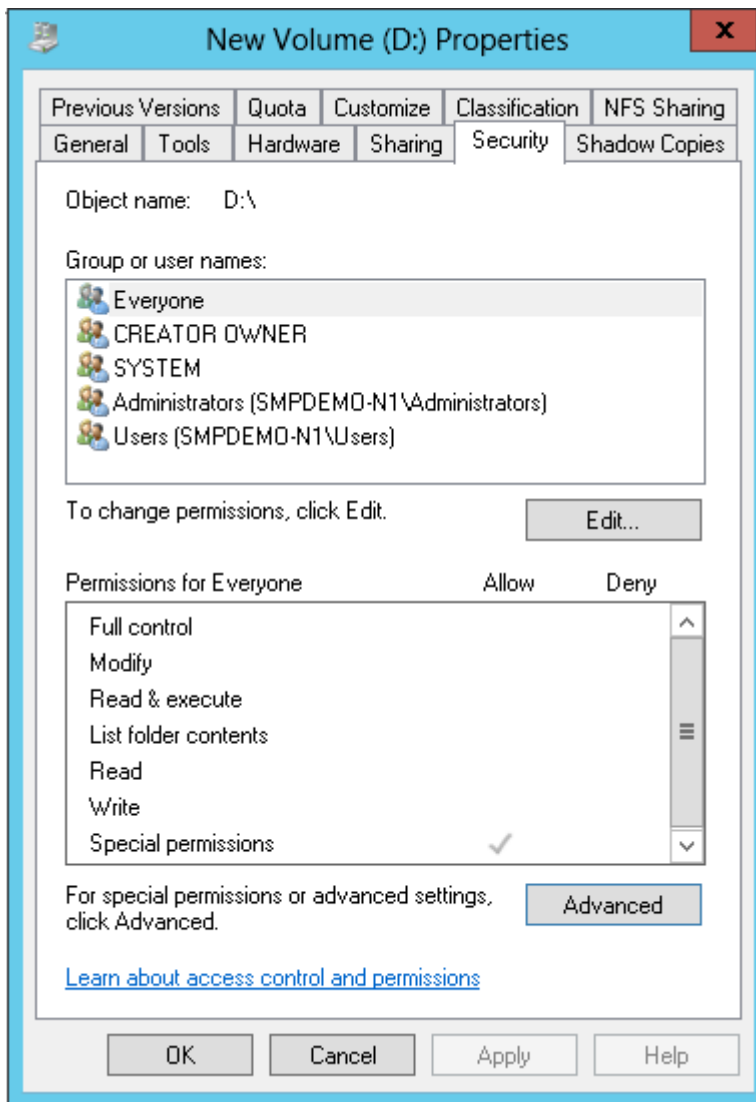 New Volume (D:) Properties
x
Previous Versions Quota Customize Classification NFS Sharing
General Tools Hardware Sharing Security Shadow Copies
Object name: D:\
Group or user names:
Everyone
CREATOR OWNER
SYSTEM
Administrators (SMPDEMO-N1\Administrators)
Users (SMPDEMO-N1\Users)
To change permissions, click Edit.
Edit...
Permissions for Everyone Allow Deny
Full control
Modify
Read & execute
List folder contents
Read
Write
Special permissions
For special permissions or advanced settings,
click Advanced.
Advanced
Learn about access control and permissions
OK Cancel Apply Help